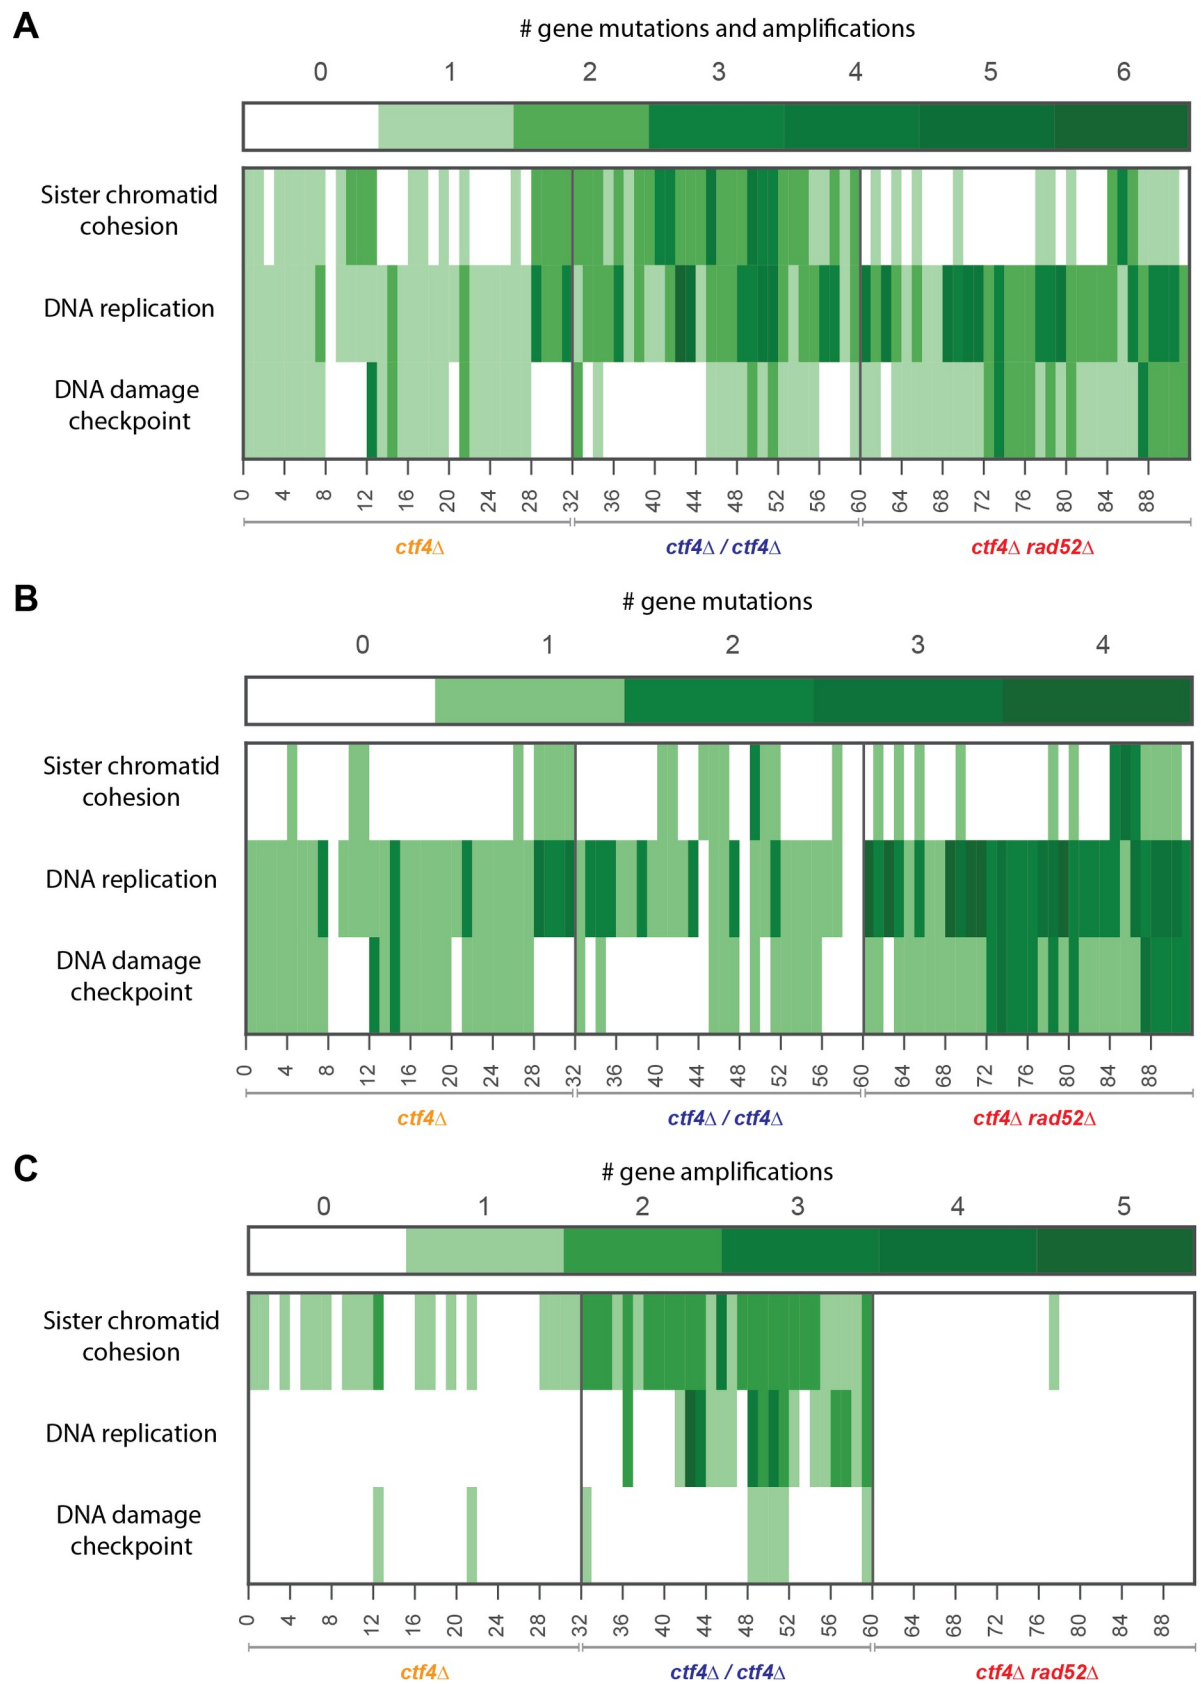 A
# gene mutations and amplifications
0 1 2 3 4 5 6
Sister chromatid
cohesion
DNA replication
DNA damage
checkpoint
0 4 8 12 16 20 24 28 32 36 40 44 48 52 56 60 64 68 72 76 80 84 88
ctf4Δ ctf4Δ / ctf4Δ ctf4Δ rad52Δ
B
# gene mutations
0 1 2 3 4
Sister chromatid
cohesion
DNA replication
DNA damage
checkpoint
0 4 8 12 16 20 24 28 32 36 40 44 48 52 56 60 64 68 72 76 80 84 88
ctf4Δ ctf4Δ / ctf4Δ ctf4Δ rad52Δ
C
# gene amplifications
0 1 2 3 4 5
Sister chromatid
cohesion
DNA replication
DNA damage
checkpoint
0 4 8 12 16 20 24 28 32 36 40 44 48 52 56 60 64 68 72 76 80 84 88
ctf4Δ ctf4Δ / ctf4Δ ctf4Δ rad52Δ